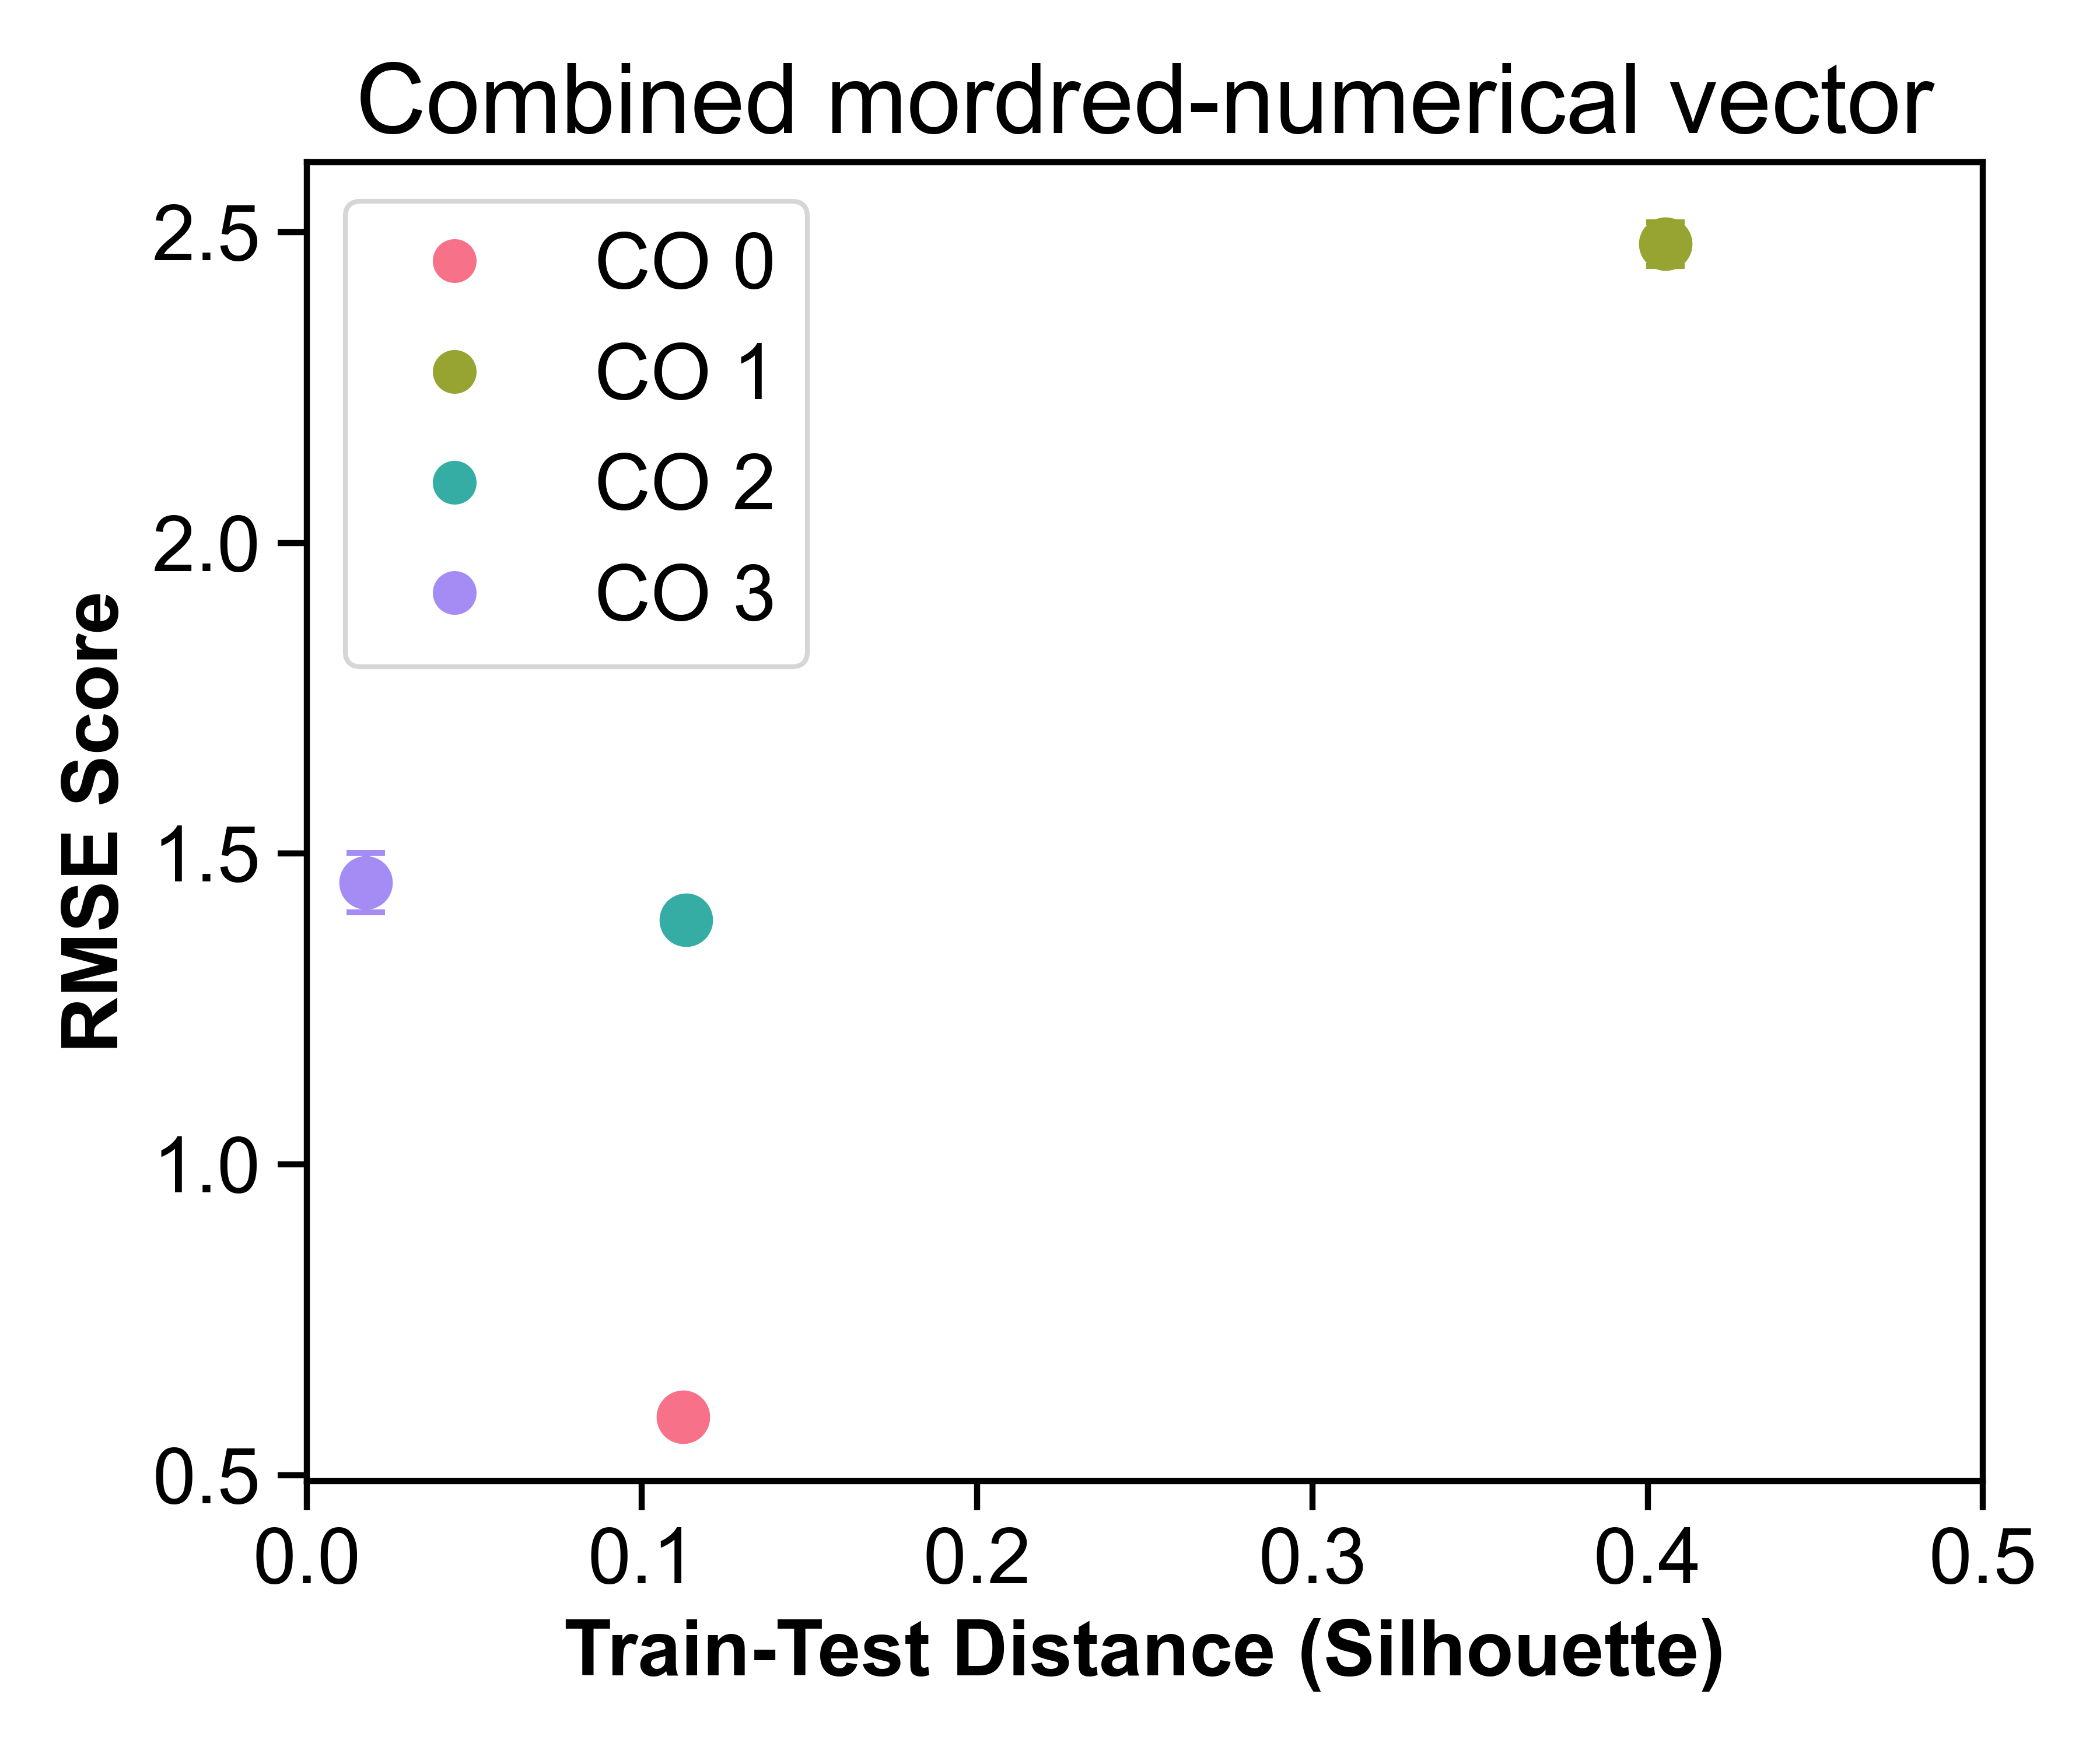 Combined mordred-numerical vector
CO 0
CO 1
CO 2
CO 3
RMSE Score
2.5
2.0
1.5
1.0
0.5
0.0 0.1 0.2 0.3 0.4 0.5
Train-Test Distance (Silhouette)